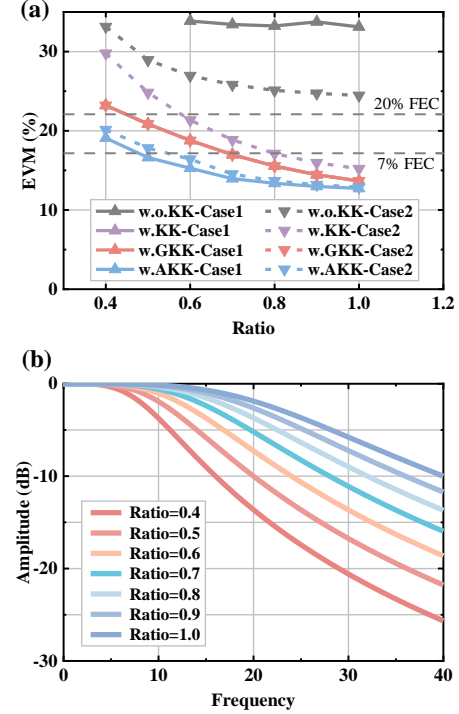 (a)
EVM (%)
30
20
10
0
20% FEC
7% FEC
w.o.KK-Case1
w.o.KK-Case2
w.KK-Case1
w.KK-Case2
w.GKK-Case1
w.GKK-Case2
w.AKK-Case1
w.AKK-Case2
0.4 0.6 0.8 1.0 1.2
Ratio
(b)
Amplitude (dB)
0
-10
-20
-30
Ratio=0.4
Ratio=0.5
Ratio=0.6
Ratio=0.7
Ratio=0.8
Ratio=0.9
Ratio=1.0
0 10 20 30 40
Frequency